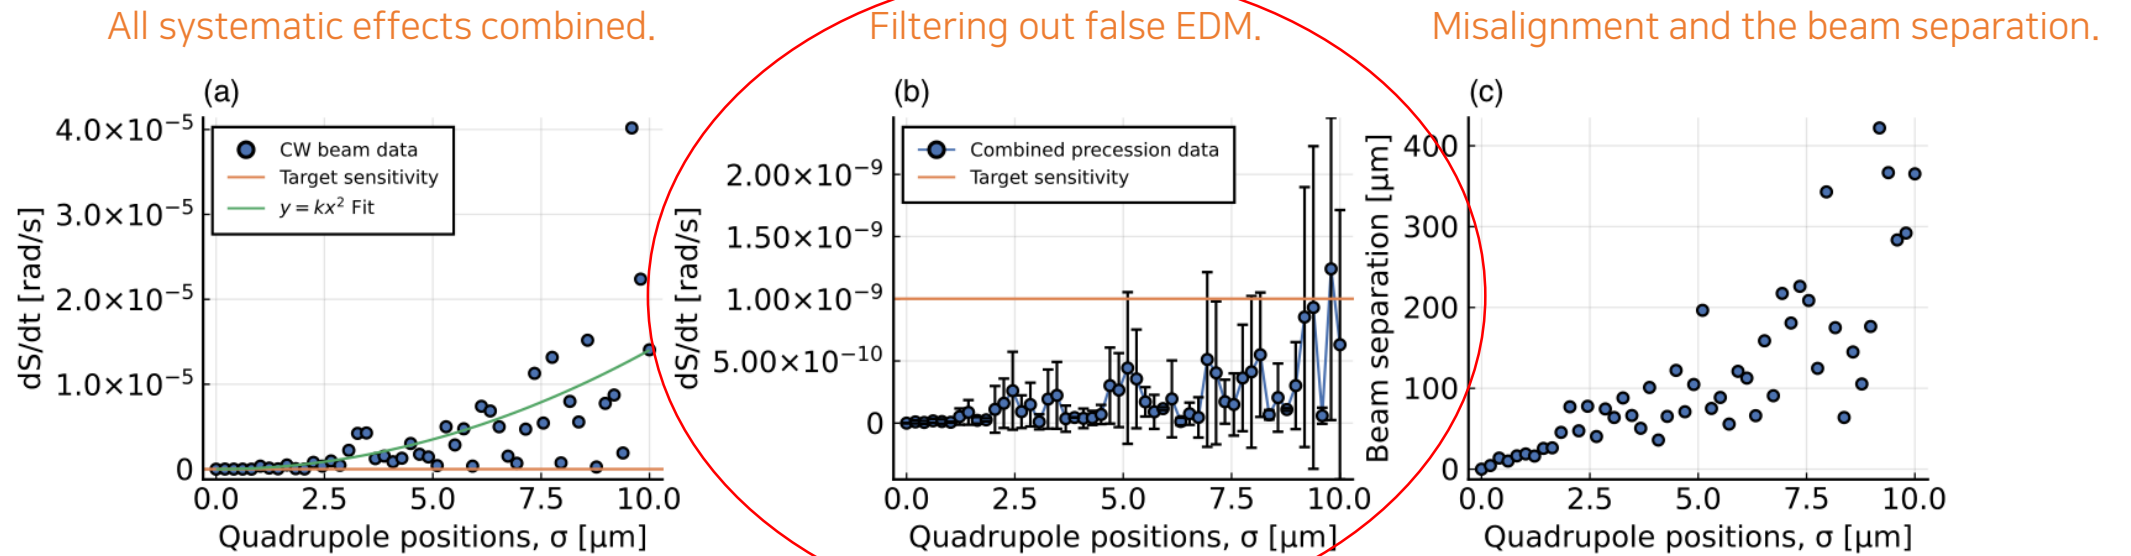 All systematic effects combined.
Filtering out false EDM.
Misalignment and the beam separation.
(a)
4.0×10⁻⁵
3.0×10⁻⁵
2.0×10⁻⁵
1.0×10⁻⁵
0
dS/dt [rad/s]
CW beam data
Target sensitivity
y = kx² Fit
0.0 2.5 5.0 7.5 10.0
Quadrupole positions, σ [μm]
(b)
2.00×10⁻⁹
1.50×10⁻⁹
1.00×10⁻⁹
5.00×10⁻¹⁰
0
dS/dt [rad/s]
Combined precession data
Target sensitivity
0.0 2.5 5.0 7.5 10.0
Quadrupole positions, σ [μm]
(c)
400
300
200
100
0
Beam separation [μm]
0.0 2.5 5.0 7.5 10.0
Quadrupole positions, σ [μm]